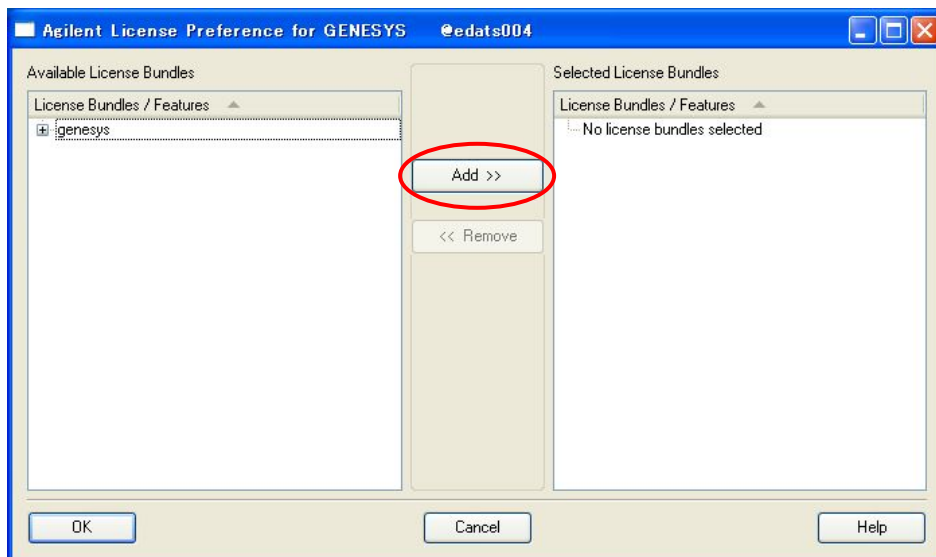 Agilent License Preference for GENESYS @edats004
Available License Bundles
License Bundles / Features
genesys
Add >>
<< Remove
Selected License Bundles
License Bundles / Features
No license bundles selected
OK
Cancel
Help